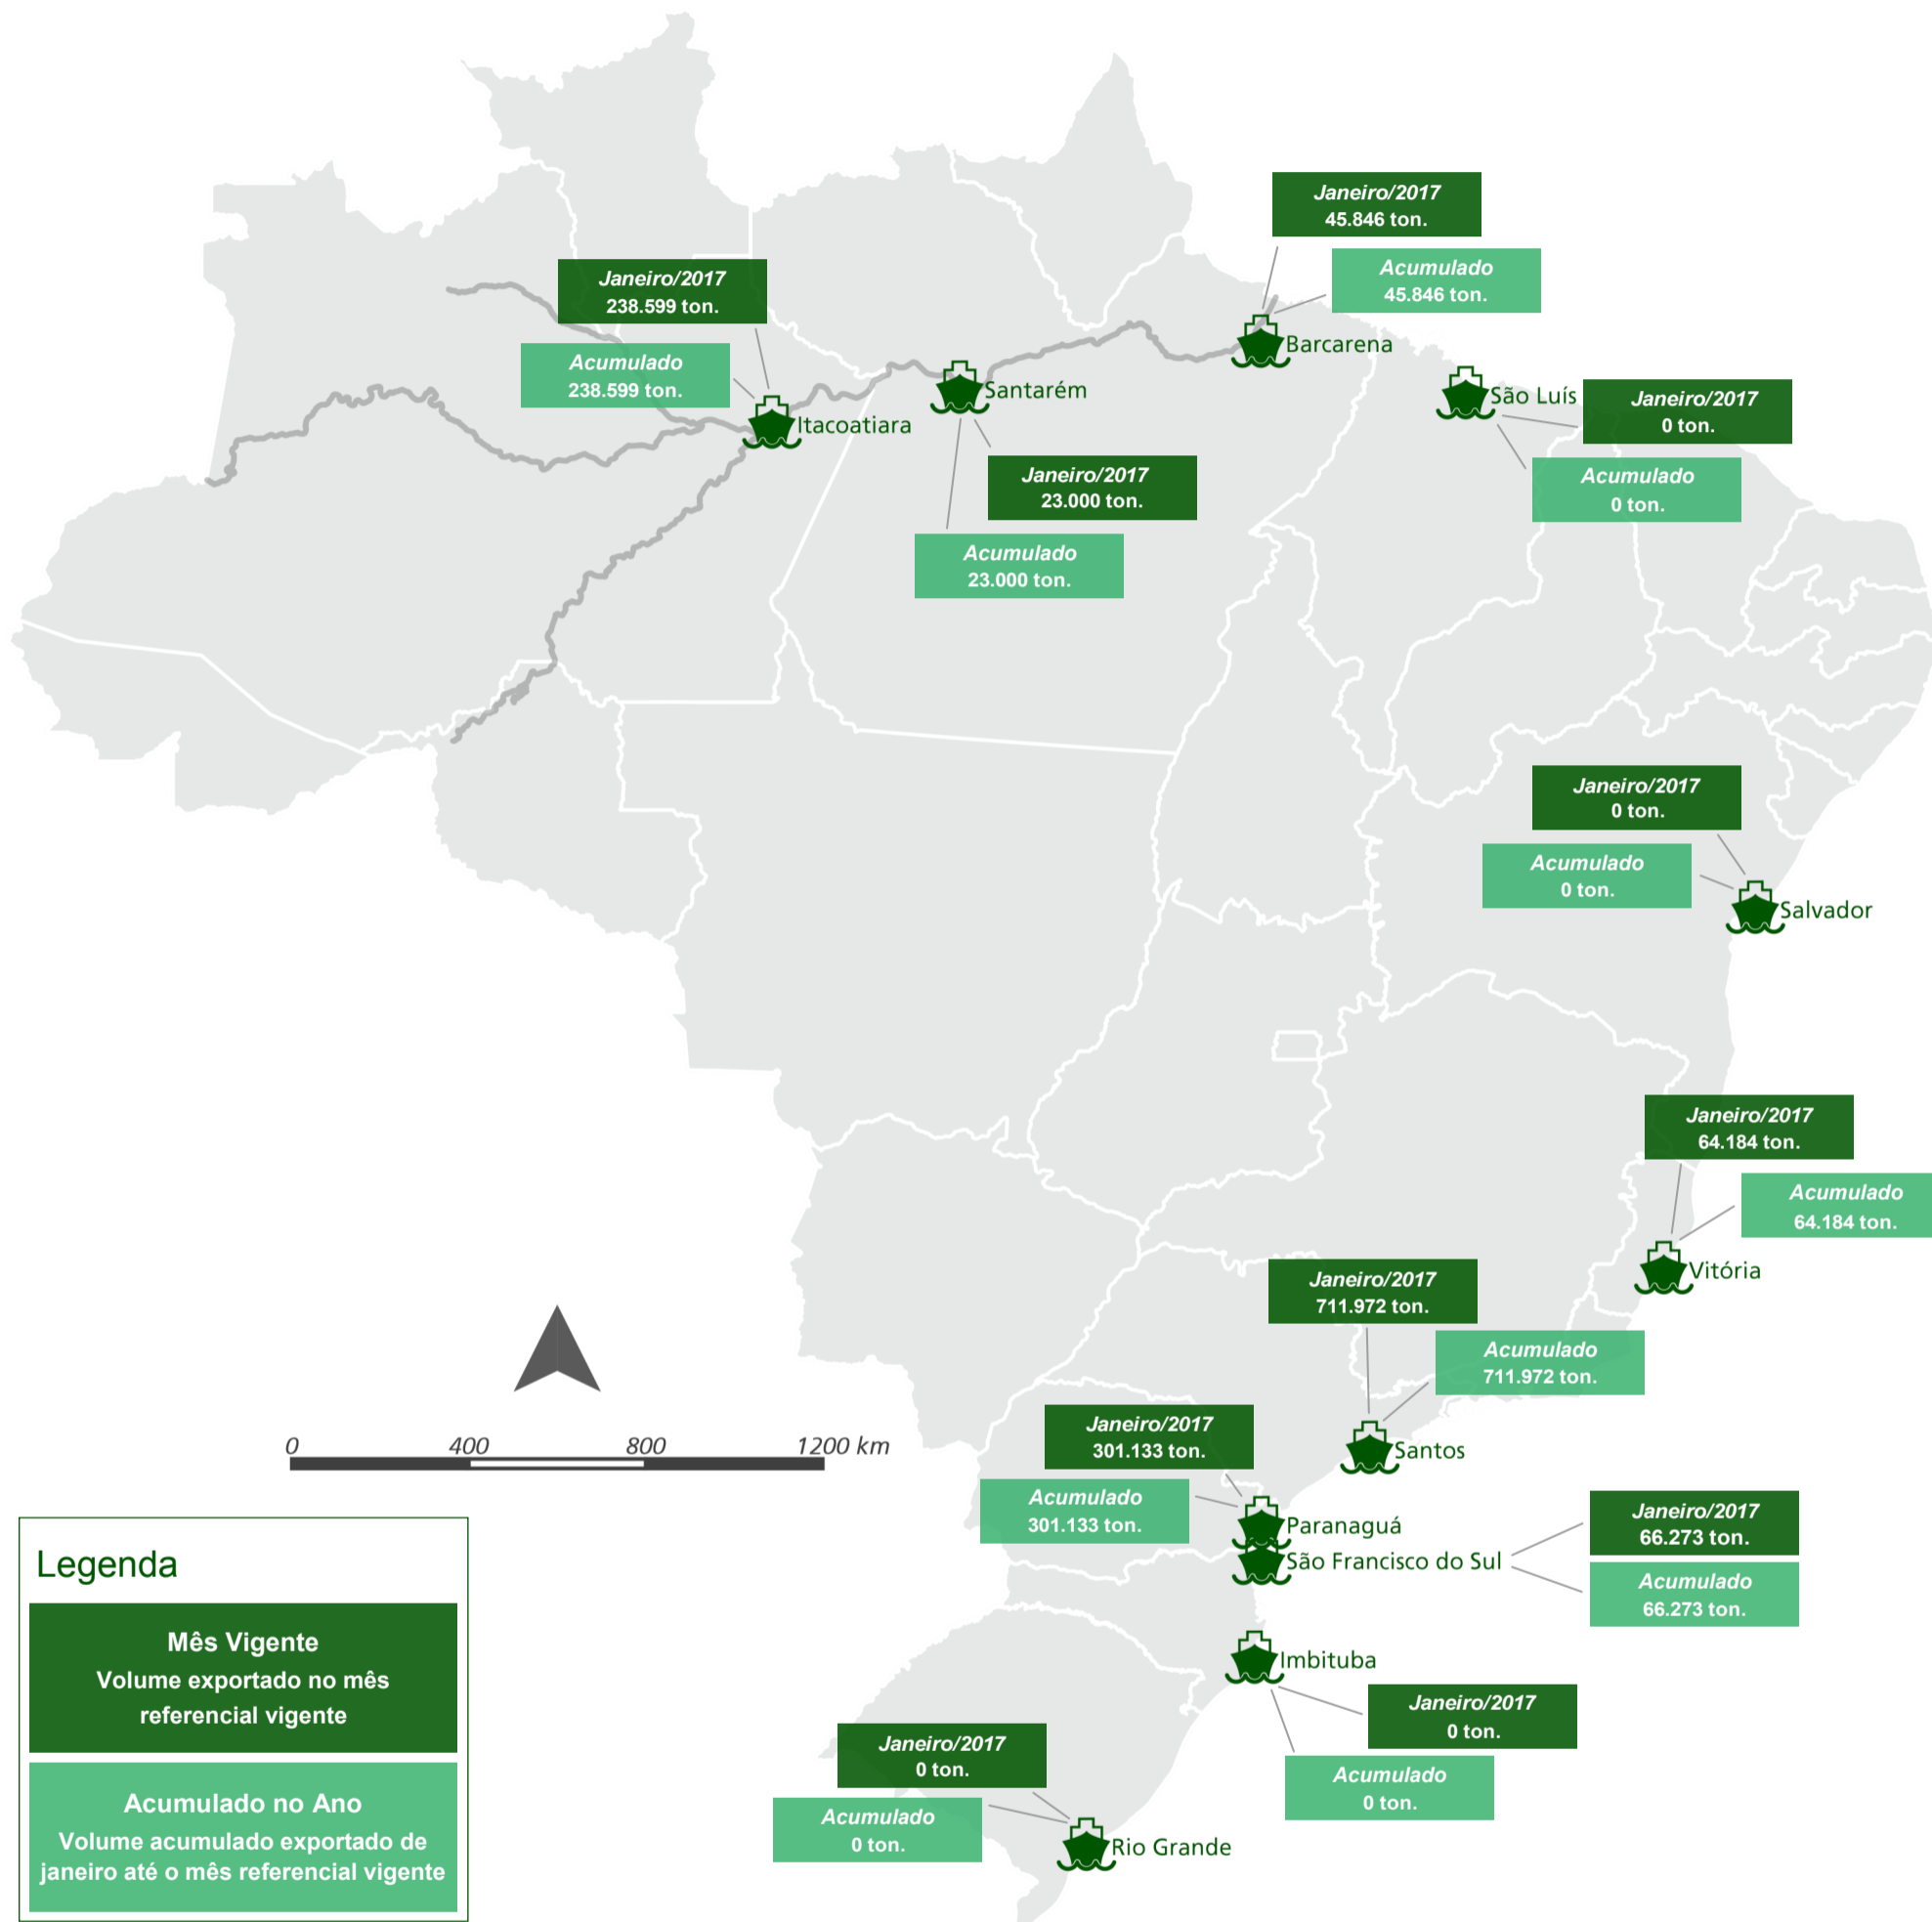 Janeiro/2017
45.846 ton.
Acumulado
45.846 ton.
Barcarena
Janeiro/2017
238.599 ton.
Acumulado
238.599 ton.
Itacoatiara
Santarém
Janeiro/2017
23.000 ton.
Acumulado
23.000 ton.
São Luís
Janeiro/2017
0 ton.
Acumulado
0 ton.
Janeiro/2017
0 ton.
Acumulado
0 ton.
Salvador
Janeiro/2017
64.184 ton.
Acumulado
64.184 ton.
Vitória
Janeiro/2017
711.972 ton.
Acumulado
711.972 ton.
Santos
Janeiro/2017
301.133 ton.
Acumulado
301.133 ton.
Paranaguá
São Francisco do Sul
Janeiro/2017
66.273 ton.
Acumulado
66.273 ton.
Imbituba
Janeiro/2017
0 ton.
Acumulado
0 ton.
Janeiro/2017
0 ton.
Acumulado
0 ton.
Rio Grande
0 400 800 1200 km
Legenda
Mês Vigente
Volume exportado no mês
referencial vigente
Acumulado no Ano
Volume acumulado exportado de
janeiro até o mês referencial vigente